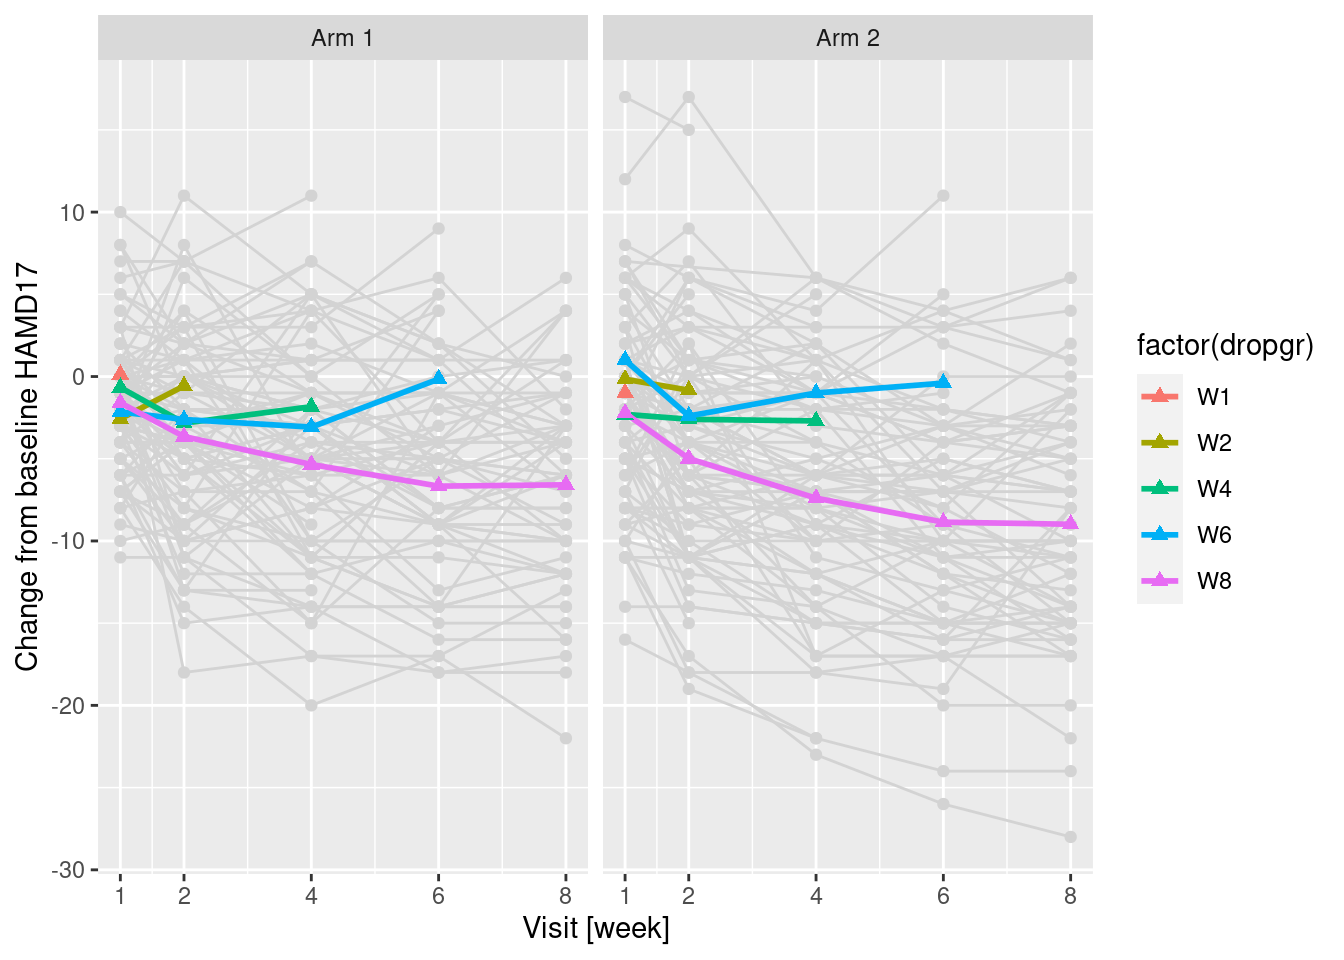 Arm 1
Arm 2
Change from baseline HAMD17
10
0
-10
-20
-30
1 2 4 6 8
1 2 4 6 8
Visit [week]
factor(dropgr)
W1
W2
W4
W6
W8